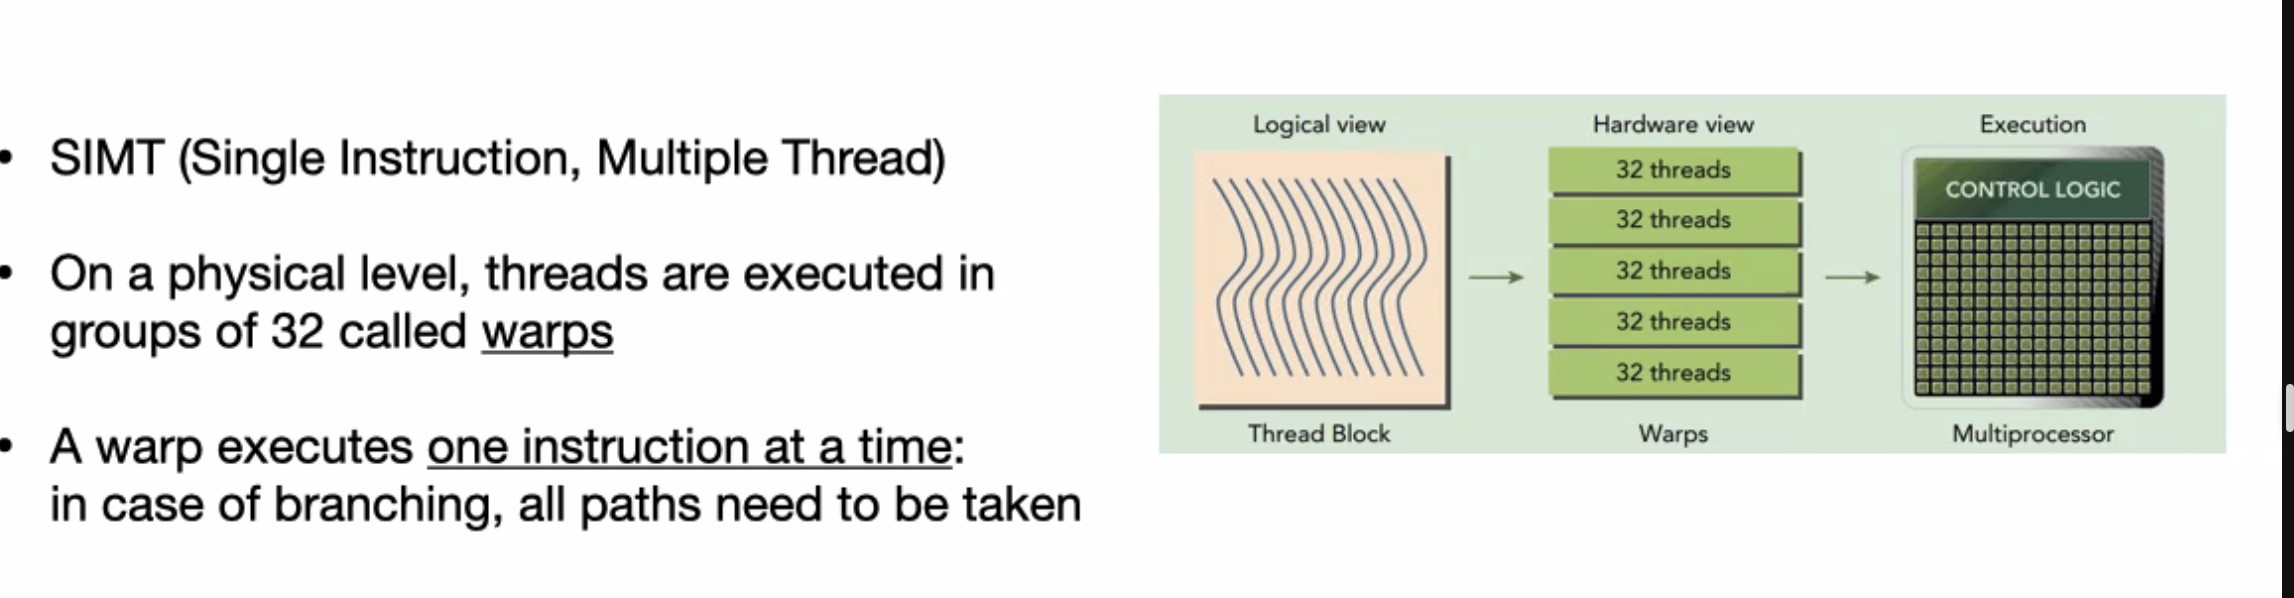 • SIMT (Single Instruction, Multiple Thread)
• On a physical level, threads are executed in
groups of 32 called warps
• A warp executes one instruction at a time:
in case of branching, all paths need to be taken
Logical view
Thread Block
Hardware view
32 threads
32 threads
32 threads
32 threads
32 threads
Warps
Execution
CONTROL LOGIC
Multiprocessor